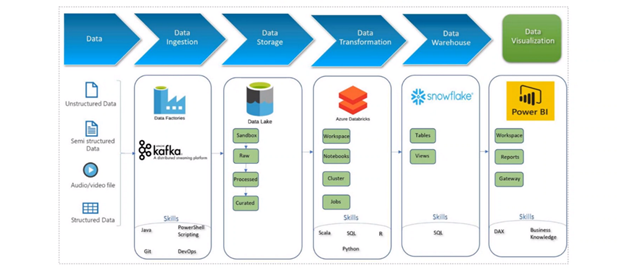 Data
Data
Ingestion
Data
Storage
Data
Transformation
Data
Warehouse
Data
Visualization
Unstructured Data
Semi structured
Data
Audio/video file
Structured Data
Data Factories
kafka
A distributed streaming platform
Skills
Java
PowerShell
Scripting
Git
DevOps
Data Lake
Sandbox
Raw
Processed
Curated
Azure Databricks
Workspace
Notebooks
Cluster
Jobs
Skills
Scala
SQL
R
Python
snowflake
Tables
Views
Skills
SQL
Power BI
Workspace
Reports
Gateway
Skills
DAX
Business
Knowledge